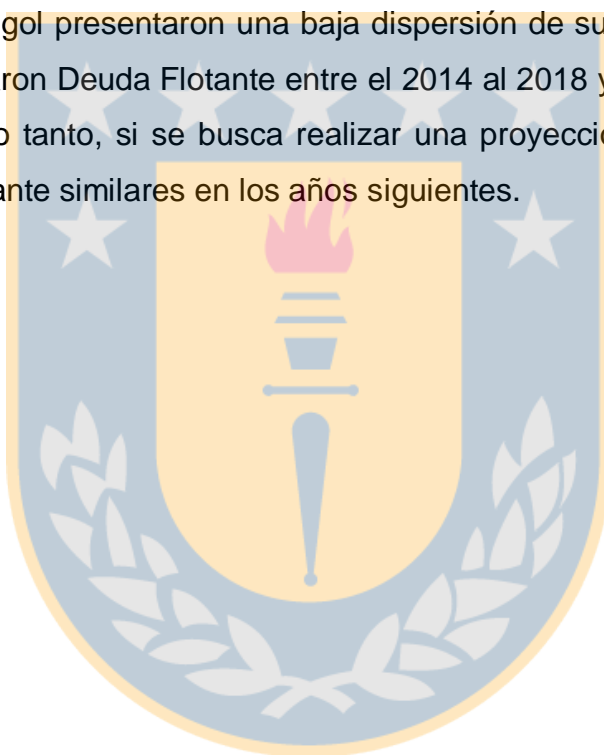 gol presentaron una baja dispersión de su
ron Deuda Flotante entre el 2014 al 2018 y
o tanto, si se busca realizar una proyecció
ante similares en los años siguientes.